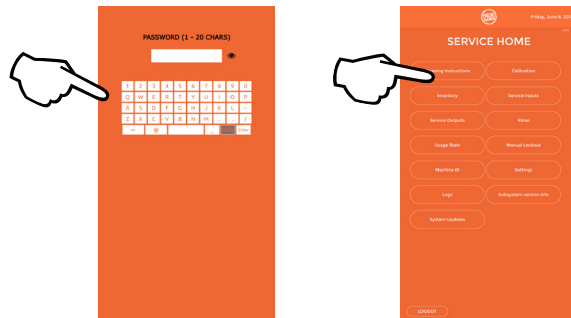 PASSWORD (1 - 20 CHARS)
1 2 3 4 5 6 7 8 9 0
Q W E R T Y U I O P
A S D F G H J K L -
Z X C V B N M , . /
<- @ _ Enter
Friday, June 8, 201
SERVICE HOME
Instructions Calibration
Inventory Service Inputs
Service Outputs Rinse
Usage Stats Manual Lockout
Machine ID Settings
Logs Subsystem version info
System Updates
LOGOUT